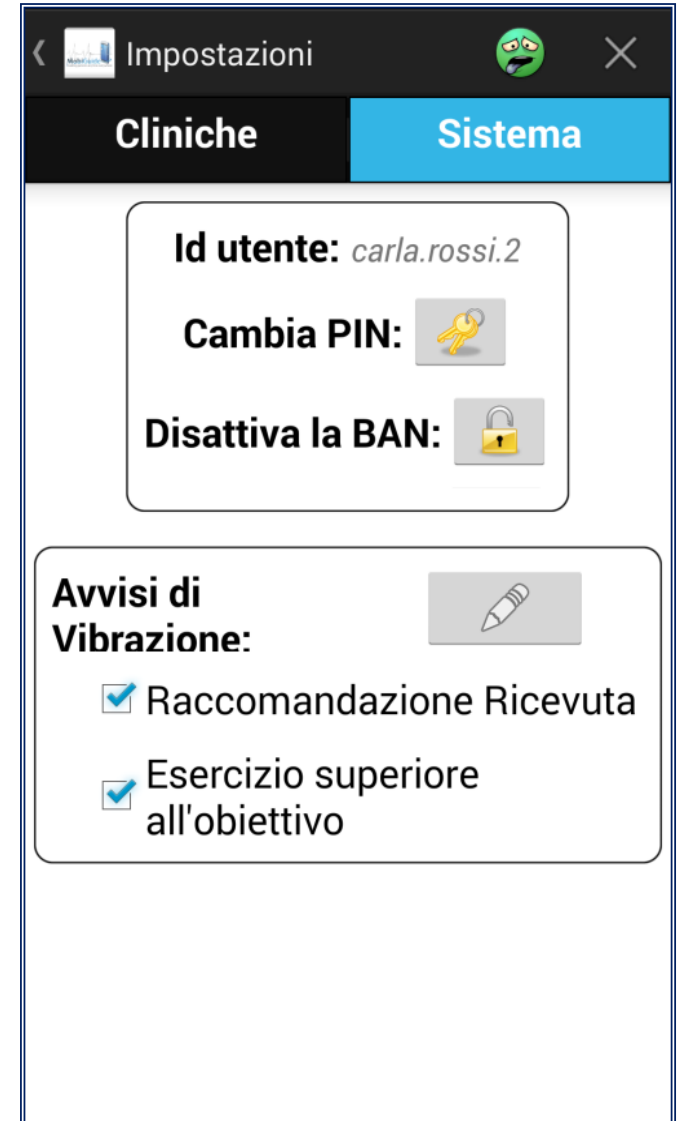 Impostazioni
Cliniche
Sistema
Id utente: carla.rossi.2
Cambia PIN:
Disattiva la BAN:
Avvisi di
Vibrazione:
Raccomandazione Ricevuta
Esercizio superiore
all'obiettivo